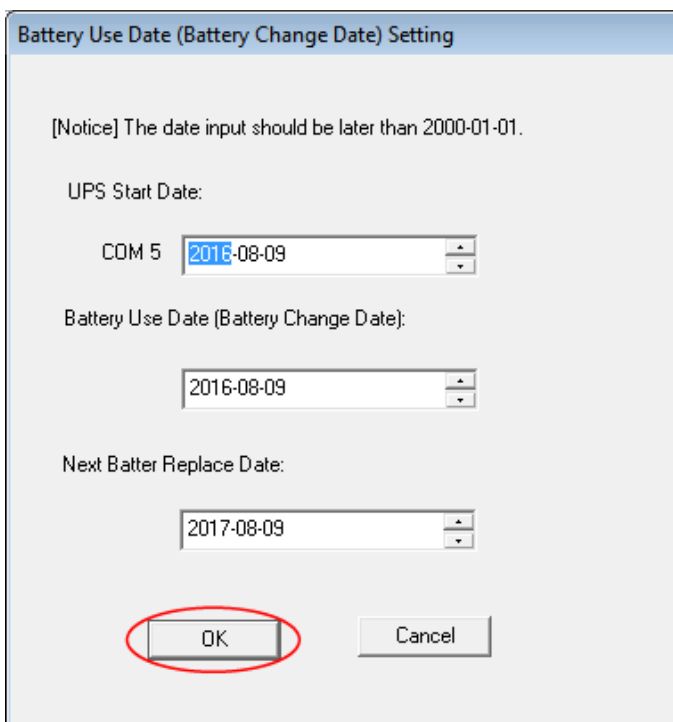 Battery Use Date (Battery Change Date) Setting
[Notice] The date input should be later than 2000-01-01.
UPS Start Date:
COM 5 2016-08-09
Battery Use Date (Battery Change Date):
2016-08-09
Next Batter Replace Date:
2017-08-09
OK Cancel